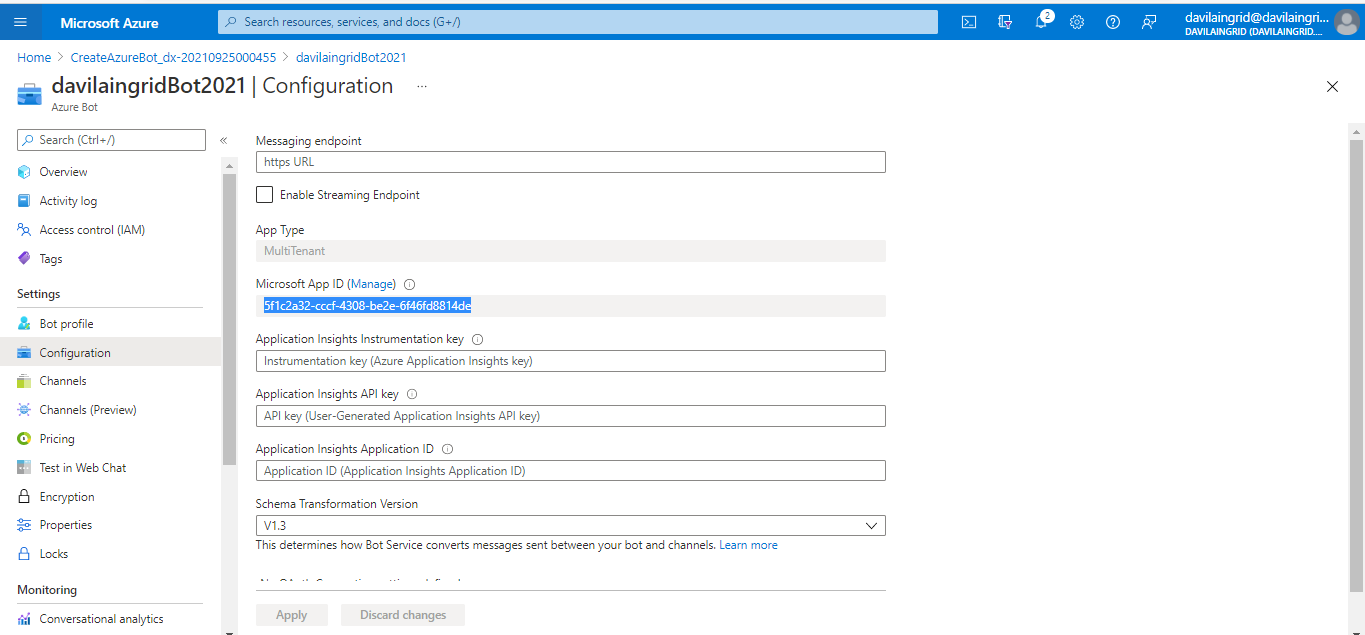 Microsoft Azure
Search resources, services, and docs (G+/)
2
davilaingrid@davilaingri...
DAVILAINGRID (DAVILAINGRID....
Home > CreateAzureBot_dx-20210925000455 > davilaingridBot2021
davilaingridBot2021 | Configuration ...
Azure Bot
Search (Ctrl+/)
«
Overview
Activity log
Access control (IAM)
Tags
Settings
Bot profile
Configuration
Channels
Channels (Preview)
Pricing
Test in Web Chat
Encryption
Properties
Locks
Monitoring
Conversational analytics
Messaging endpoint
https URL
Enable Streaming Endpoint
App Type
MultiTenant
Microsoft App ID (Manage)
5f1c2a32-cccf-4308-be2e-6f46fd8814de
Application Insights Instrumentation key
Instrumentation key (Azure Application Insights key)
Application Insights API key
API key (User-Generated Application Insights API key)
Application Insights Application ID
Application ID (Application Insights Application ID)
Schema Transformation Version
V1.3
This determines how Bot Service converts messages sent between your bot and channels. Learn more
Apply
Discard changes